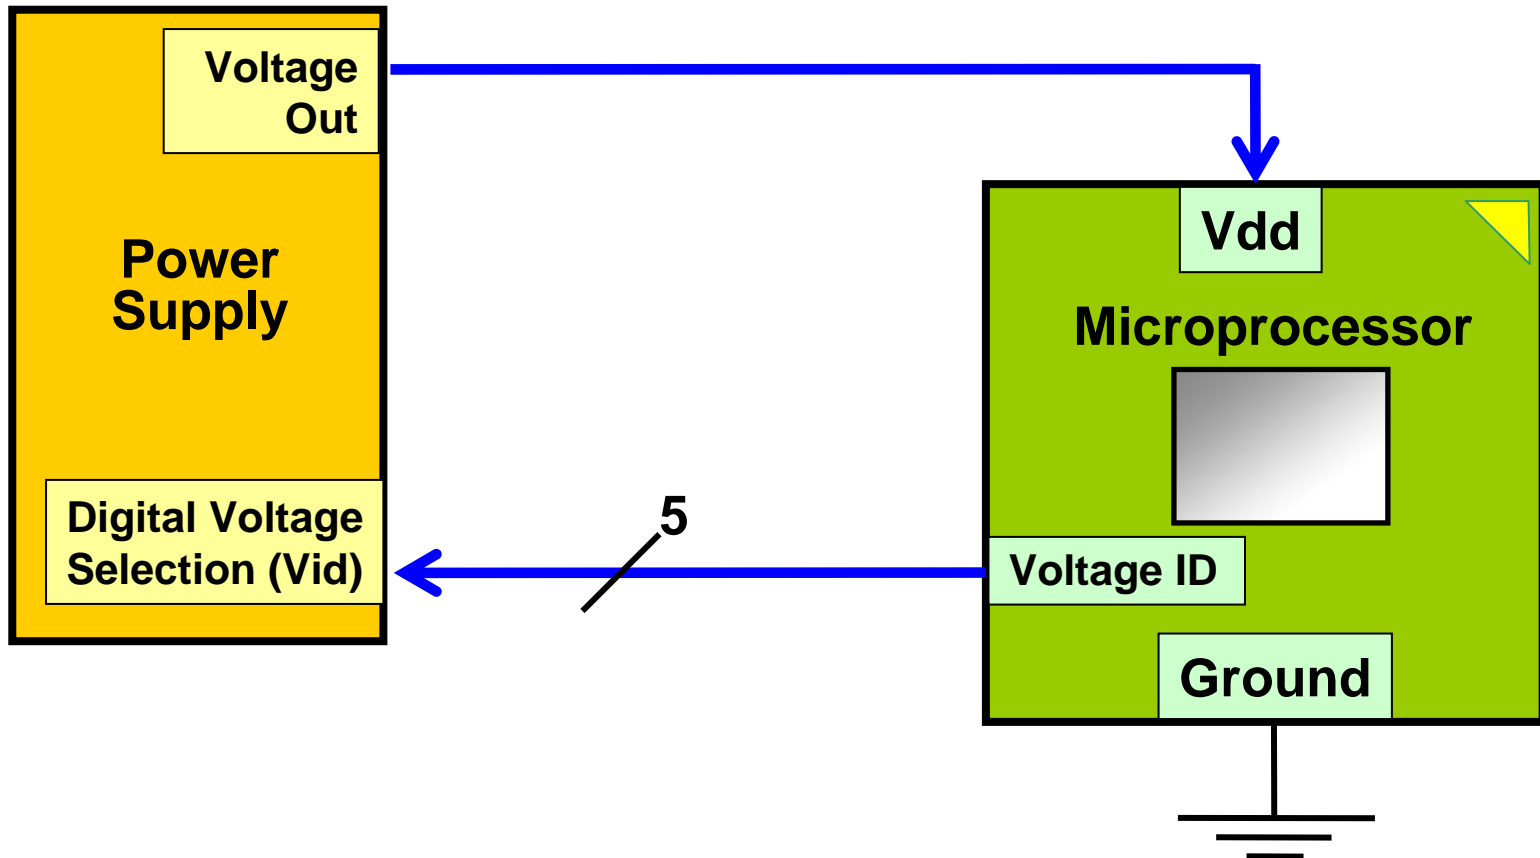 Voltage
Out
Power
Supply
Digital Voltage
Selection (Vid)
5
Vdd
Microprocessor
Voltage ID
Ground